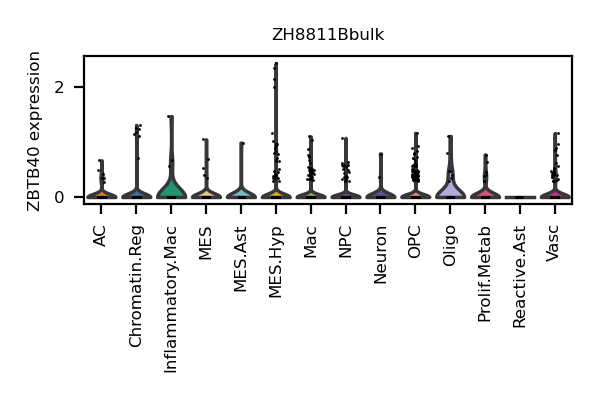 ZH8811Bbulk
ZBTB40 expression
2
0
AC
Chromatin.Reg
Inflammatory.Mac
MES
MES.Ast
MES.Hyp
Mac
NPC
Neuron
OPC
Oligo
Prolif.Metab
Reactive.Ast
Vasc